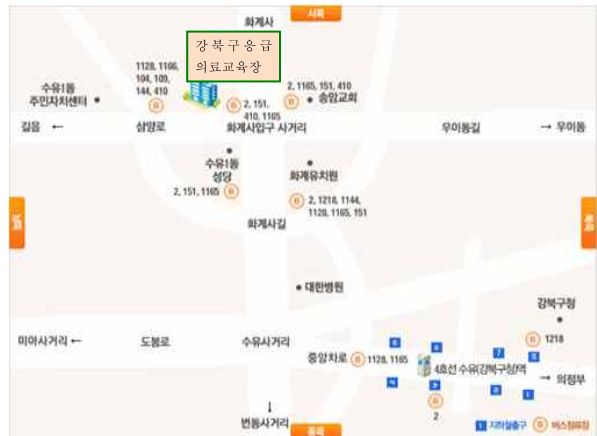 서쪽
화계사
강북구응급
의료교육장
1128, 1166,
104, 109,
144, 410
수유1동
주민자치센터
2, 151,
410, 1165
2, 1165, 151, 410
송암교회
길음 ←
삼양로
화계사입구 사거리
우이동길
→ 우이동
수유1동
성당
2, 151, 1165
화계유치원
2, 1218, 1144,
1128, 1165, 151
화계사길
남쪽
북쪽
대한병원
강북구청
1218
미아사거리 ←
도봉로
수유사거리
중앙차로
1128, 1165
4호선 수유(강북구청)역
→ 의정부
2
↓
번동사거리
동쪽
1 지하철출구
B 버스정류장